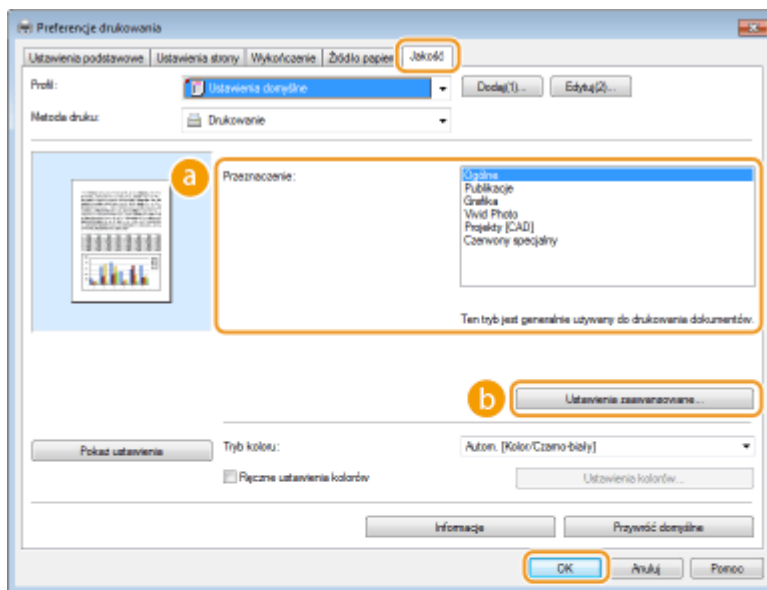 Preferencje drukowania
Ustawienia podstawowe Ustawienia strony Wykończenie Źródło papieru Jakość
Profil: Ustawienia domyślne Dodaj(1)... Edytuj(2)...
Metoda druku: Drukowanie
a
Przeznaczenie: Ogólne
Publikacje
Grafika
Vivid Photo
Projekty [CAD]
Czerwony specjalny
Ten tryb jest generalnie używany do drukowania dokumentów.
b Ustawienia zaawansowane...
Pokaż ustawienia Tryb koloru: Autom. [Kolor/Czarno-biały]
Ręczne ustawienia kolorów Ustawienia kolorów...
Informacje Przywróć domyślne
OK Anuluj Pomoc